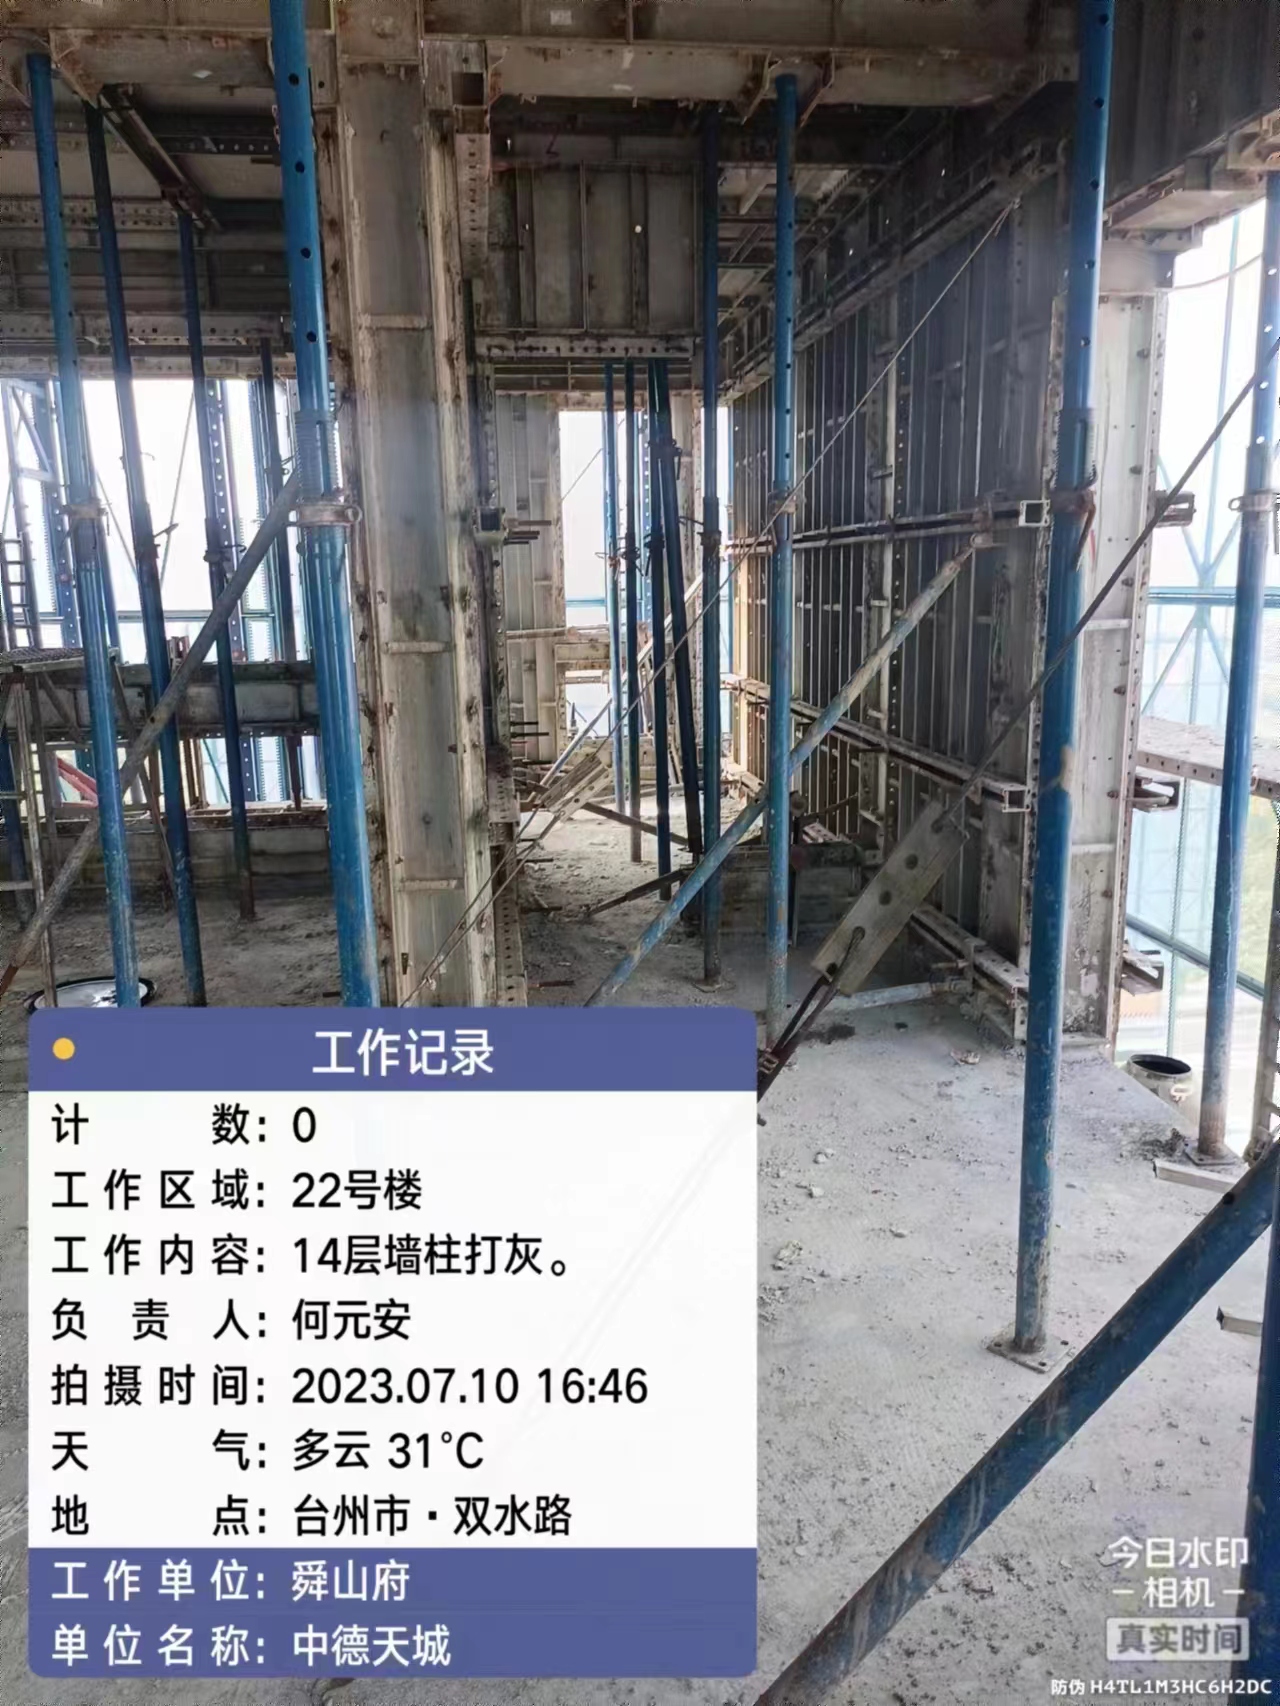 工作记录
计数：0
工作区域：22号楼
工作内容：14层墙柱打灰。
负责人：何元安
拍摄时间：2023.07.10 16:46
天气：多云 31℃
地点：台州市·双水路
工作单位：舜山府
单位名称：中德天城
今日水印
-相机-
真实时间
防伪 H4TL1M3HC6H2DC